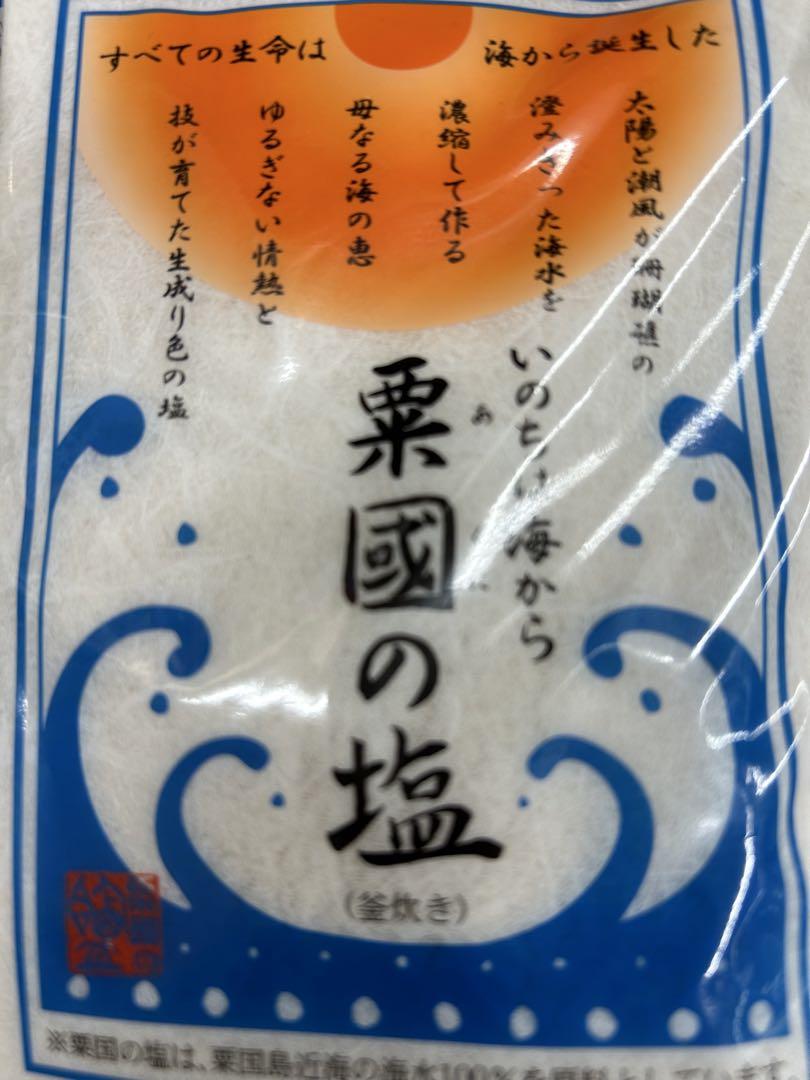 すべての生命は 海から誕生した
太陽と潮風が珊瑚礁の
澄みきった海水を
濃縮して作る
母なる海の恵
ゆるぎない情熱と
技が育てた生成り色の塩
いのちは海から
あ
粟國の塩
(釜炊き)
※粟国の塩は、粟国島近海の海水100%を原料としています。